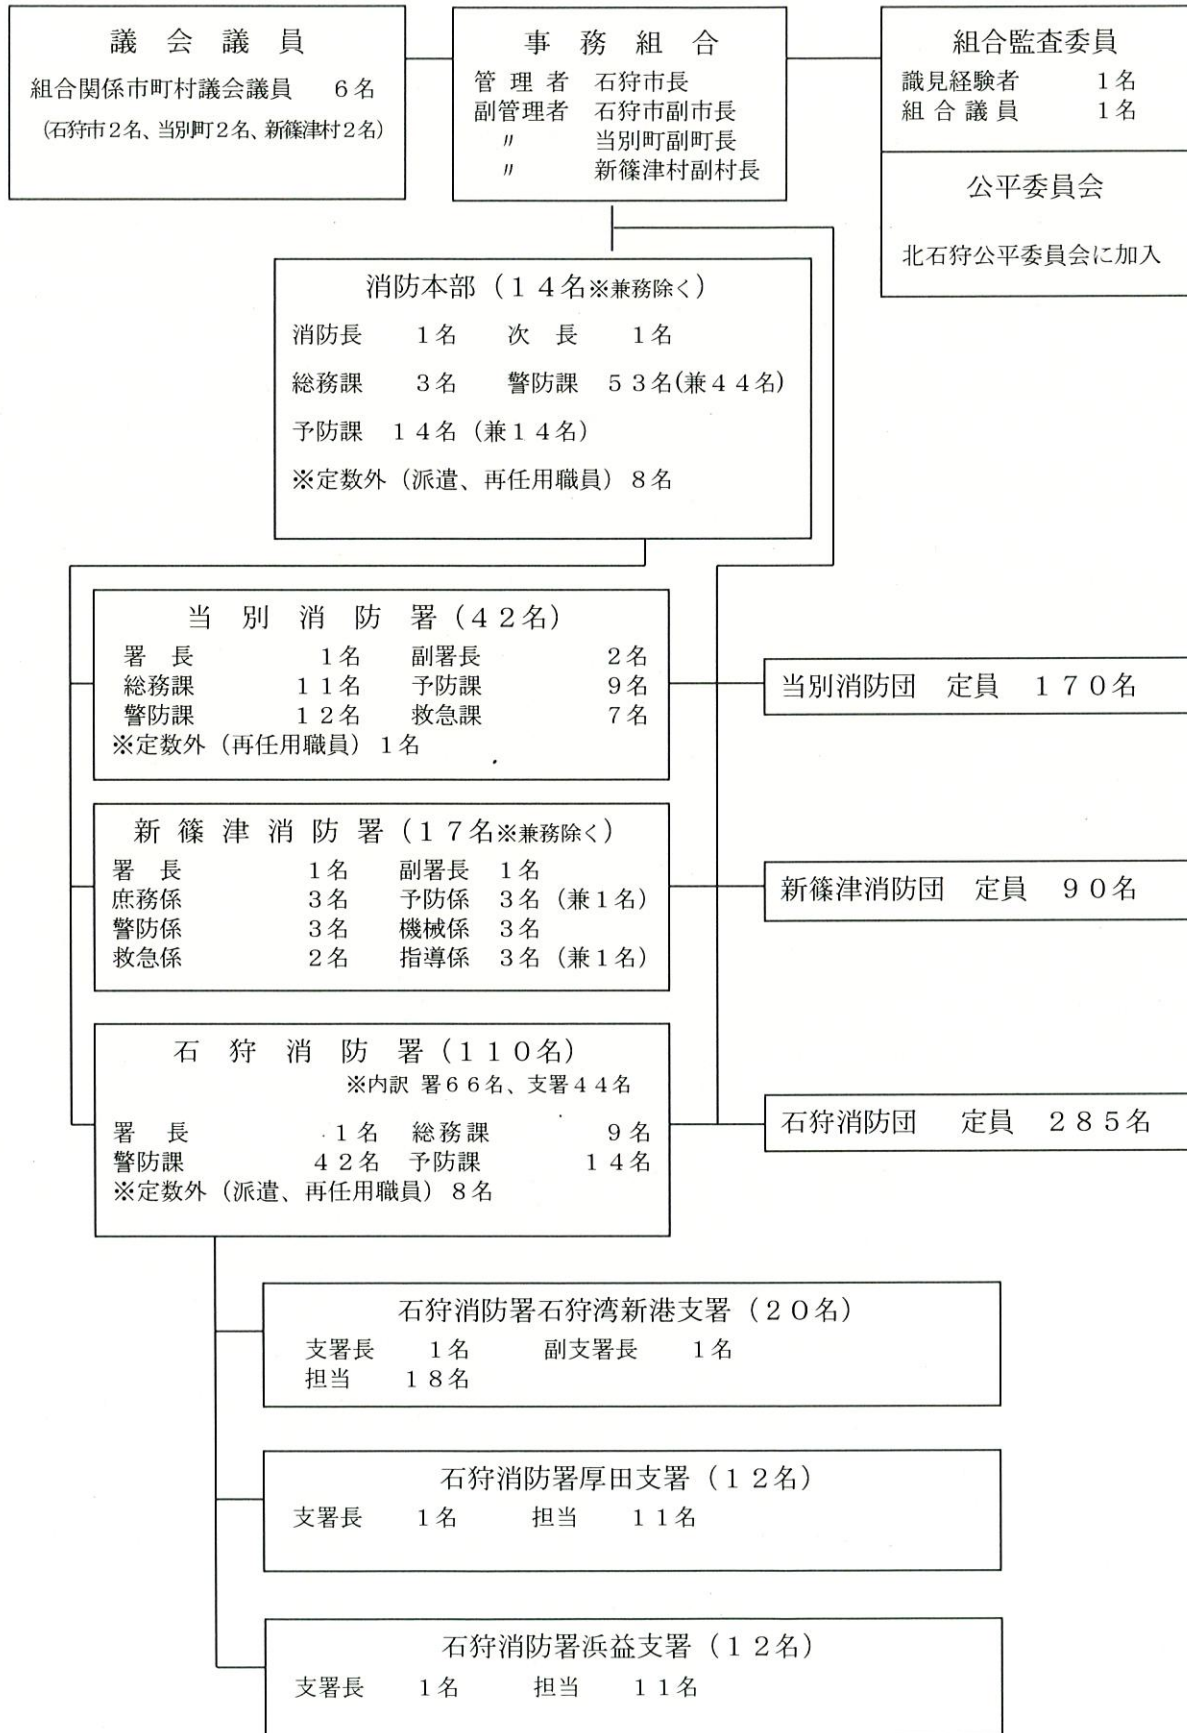 議　会　議　員
組合関係市町村議会議員　６名
（石狩市２名、当別町２名、新篠津村２名）
事　務　組　合
管 理 者　石狩市長
副管理者　石狩市副市長
〃　当別町副町長
〃　新篠津村副村長
組合監査委員
識見経験者　１名
組 合 議 員　１名
公平委員会
北石狩公平委員会に加入
消防本部（１４名※兼務除く）
消防長　１名　次　長　１名
総務課　３名　警防課　５３名(兼４４名)
予防課　１４名（兼１４名）
※定数外（派遣、再任用職員）８名
当　別　消　防　署（４２名）
署　長　１名　副署長　２名
総務課　１１名　予防課　９名
警防課　１２名　救急課　７名
※定数外（再任用職員）１名
当別消防団　定員　１７０名
新 篠 津 消 防 署（１７名※兼務除く）
署　長　１名　副署長　１名
庶務係　３名　予防係　３名（兼１名）
警防係　３名　機械係　３名
救急係　２名　指導係　３名（兼１名）
新篠津消防団　定員　９０名
石　狩　消　防　署（１１０名）
※内訳 署６６名、支署４４名
署　長　１名　総務課　９名
警防課　４２名　予防課　１４名
※定数外（派遣、再任用職員）８名
石狩消防団　定員　２８５名
石狩消防署石狩湾新港支署（２０名）
支署長　１名　副支署長　１名
担当　１８名
石狩消防署厚田支署（１２名）
支署長　１名　担当　１１名
石狩消防署浜益支署（１２名）
支署長　１名　担当　１１名